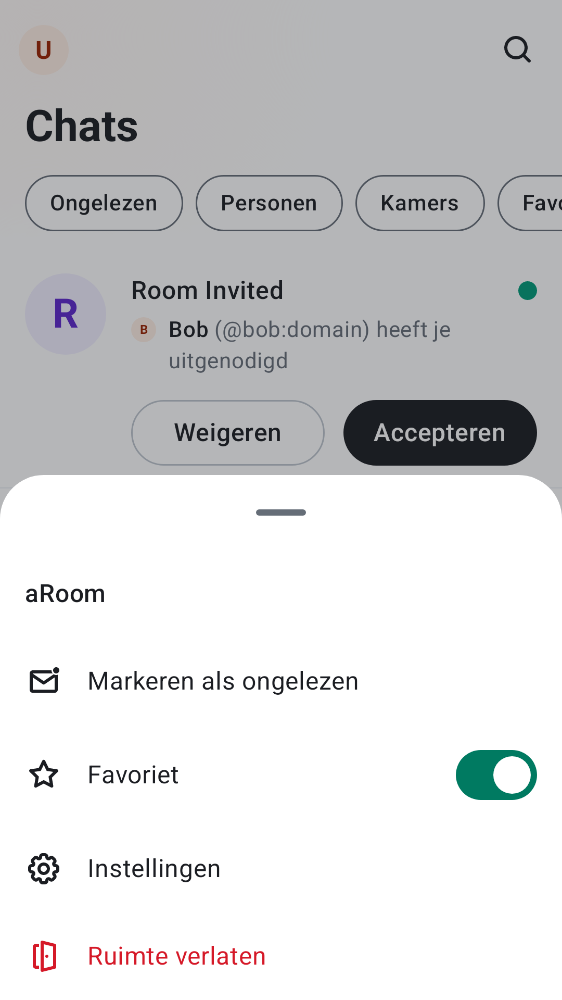 U
Chats
Ongelezen Personen Kamers Favo
R
Room Invited
B Bob (@bob:domain) heeft je
uitgenodigd
Weigeren Accepteren
aRoom
Markeren als ongelezen
Favoriet
Instellingen
Ruimte verlaten